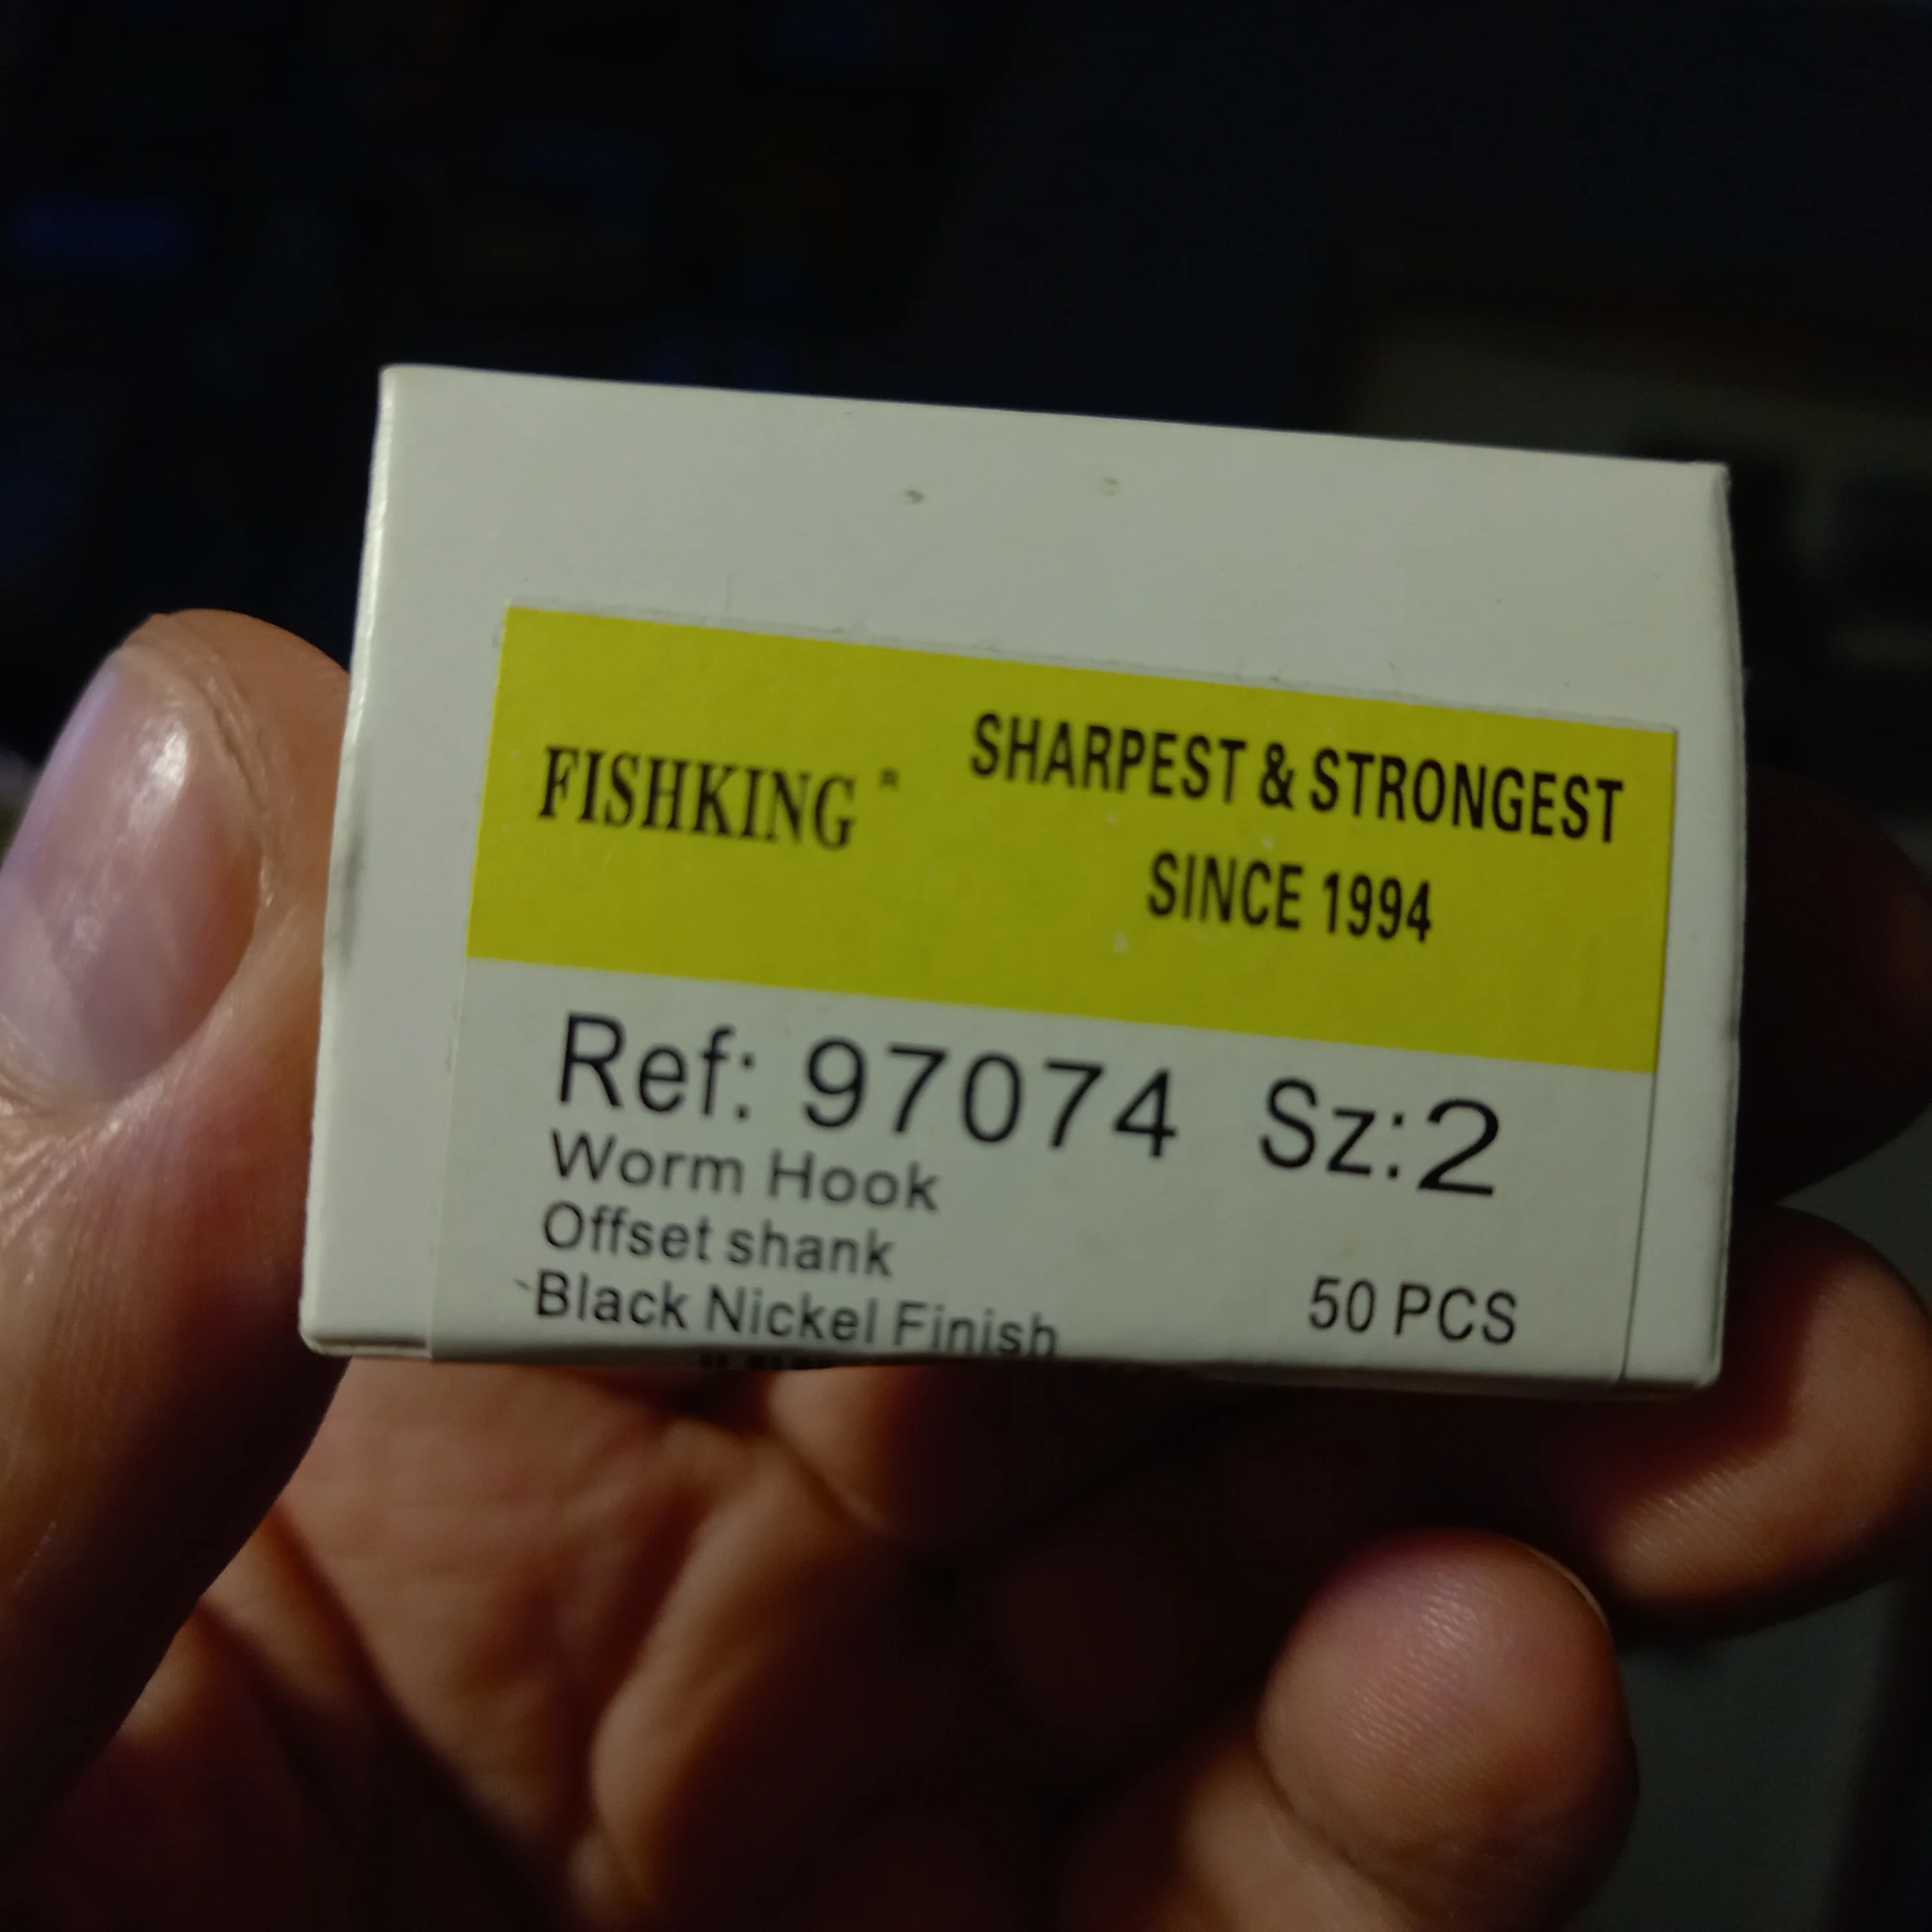 FISHKING ®
SHARPEST & STRONGEST
SINCE 1994
Ref: 97074 Sz:2
Worm Hook
Offset shank
Black Nickel Finish
50 PCS